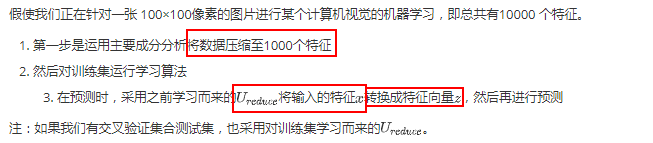 假使我们正在针对一张 100×100像素的图片进行某个计算机视觉的机器学习，即总共有10000 个特征。
1. 第一步是运用主要成分分析将数据压缩至1000个特征
2. 然后对训练集运行学习算法
3. 在预测时，采用之前学习而来的U_reduce将输入的特征x转换成特征向量z，然后再进行预测
注：如果我们有交叉验证集合测试集，也采用对训练集学习而来的U_reduce。